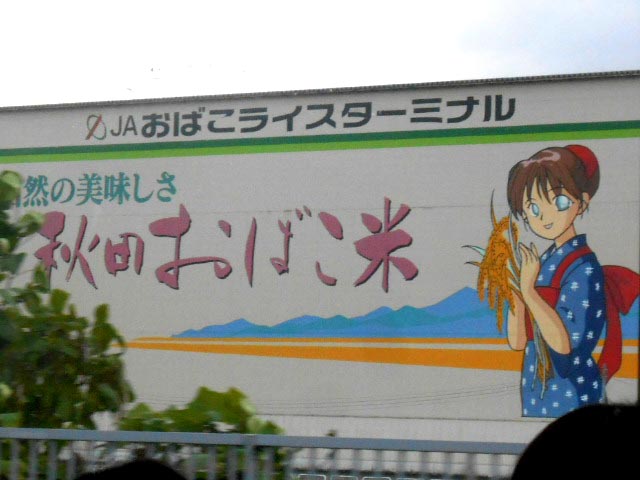 JAおばこライスターミナル
自然の美味しさ
秋田おばこ米